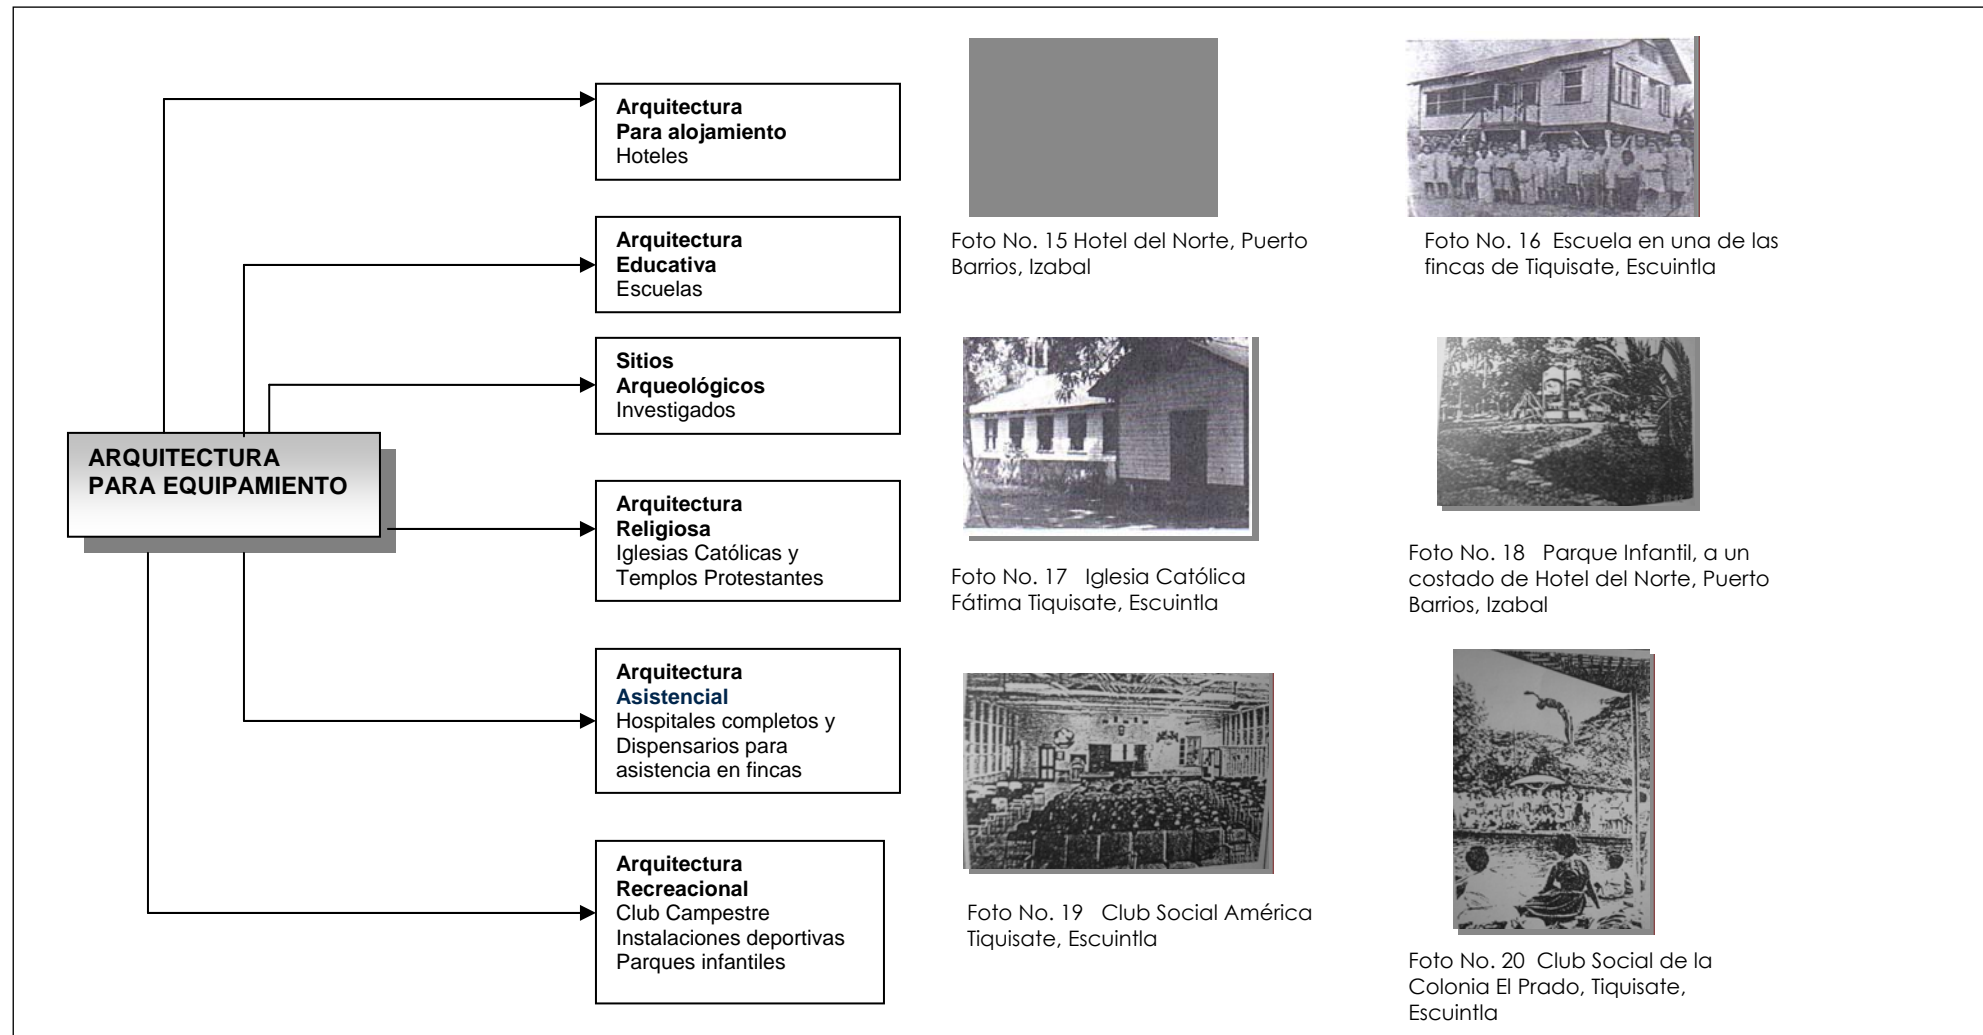 ARQUITECTURA
PARA EQUIPAMIENTO
Arquitectura
Para alojamiento
Hoteles
Arquitectura
Educativa
Escuelas
Sitios
Arqueológicos
Investigados
Arquitectura
Religiosa
Iglesias Católicas y
Templos Protestantes
Arquitectura
Asistencial
Hospitales completos y
Dispensarios para
asistencia en fincas
Arquitectura
Recreacional
Club Campestre
Instalaciones deportivas
Parques infantiles
Foto No. 15 Hotel del Norte, Puerto
Barrios, Izabal
Foto No. 16 Escuela en una de las
fincas de Tiquisate, Escuintla
Foto No. 17 Iglesia Católica
Fátima Tiquisate, Escuintla
Foto No. 18 Parque Infantil, a un
costado de Hotel del Norte, Puerto
Barrios, Izabal
Foto No. 19 Club Social América
Tiquisate, Escuintla
Foto No. 20 Club Social de la
Colonia El Prado, Tiquisate,
Escuintla